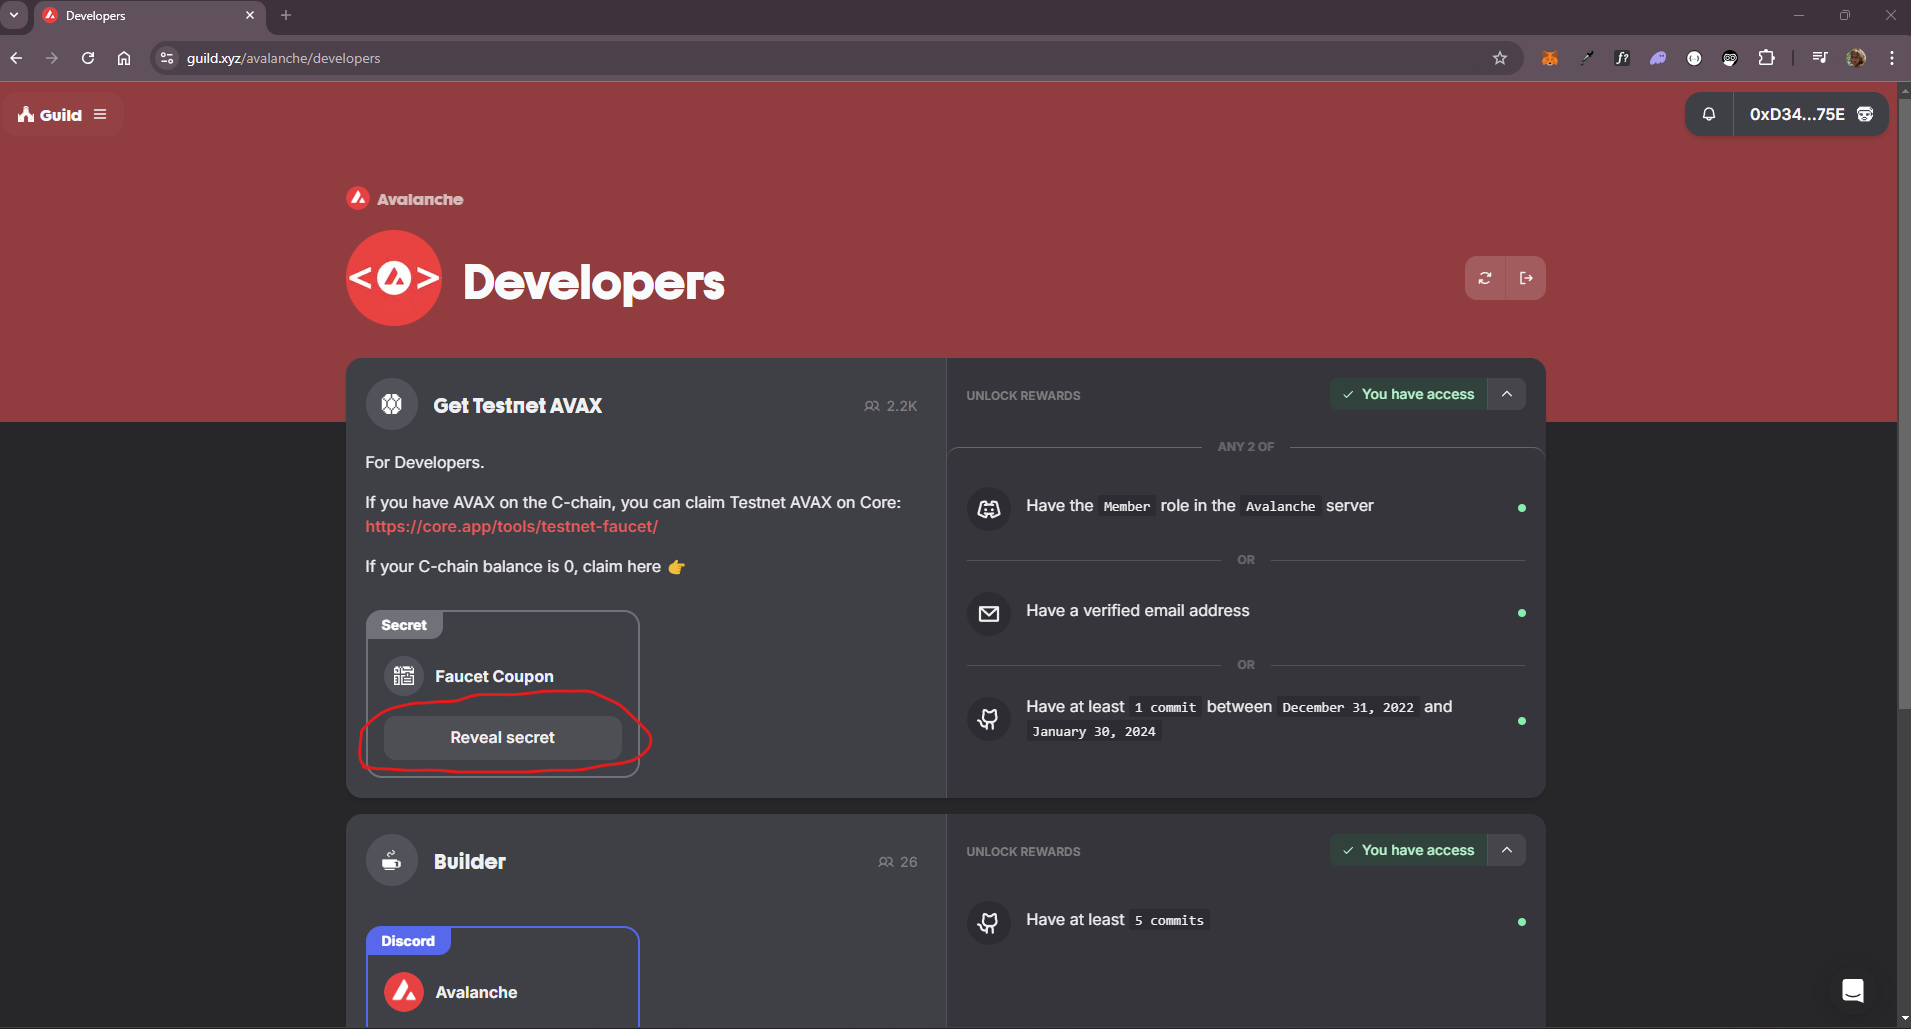 Developers
guild.xyz/avalanche/developers
Guild
0xD34...75E
Avalanche
Developers
Get Testnet AVAX
2.2K
For Developers.
If you have AVAX on the C-chain, you can claim Testnet AVAX on Core:
https://core.app/tools/testnet-faucet/
If your C-chain balance is 0, claim here 👉
Secret
Faucet Coupon
Reveal secret
UNLOCK REWARDS
You have access
ANY 2 OF
Have the Member role in the Avalanche server
OR
Have a verified email address
OR
Have at least 1 commit between December 31, 2022 and
January 30, 2024
Builder
26
Discord
Avalanche
UNLOCK REWARDS
You have access
Have at least 5 commits